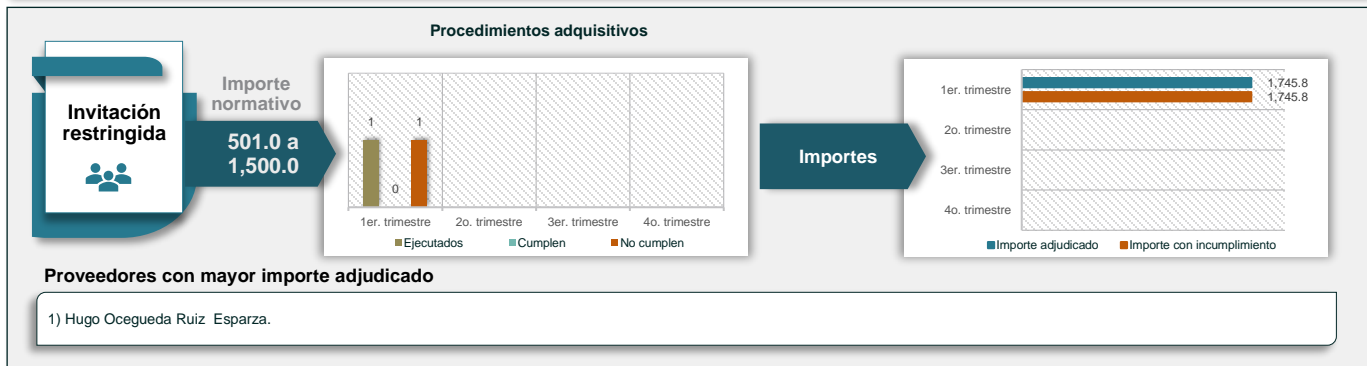 Procedimientos adquisitivos
Invitación
restringida
Importe
normativo
501.0 a
1,500.0
1
0
1
1er. trimestre
2o. trimestre
3er. trimestre
4o. trimestre
Ejecutados
Cumplen
No cumplen
Importes
1er. trimestre
1,745.8
1,745.8
2o. trimestre
3er. trimestre
4o. trimestre
Importe adjudicado
Importe con incumplimiento
Proveedores con mayor importe adjudicado
1) Hugo Ocegueda Ruiz  Esparza.